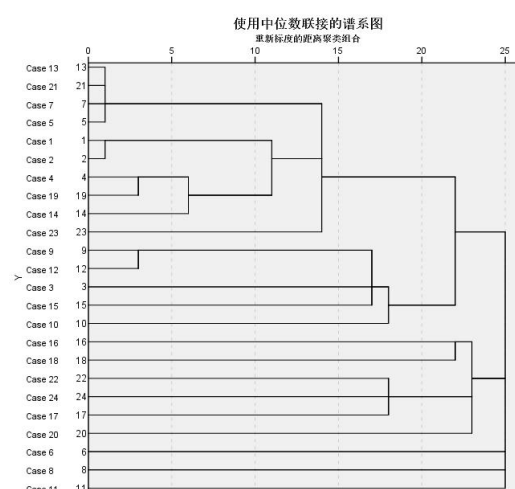 使用中位数联接的谱系图
重新标度的距离聚类组合
0 5 10 15 20 25
Case 13 13
Case 21 21
Case 7 7
Case 5 5
Case 1 1
Case 2 2
Case 4 4
Case 19 19
Case 14 14
Case 23 23
Case 9 9
Case 12 12
Y
Case 3 3
Case 15 15
Case 10 10
Case 16 16
Case 18 18
Case 22 22
Case 24 24
Case 17 17
Case 20 20
Case 6 6
Case 8 8
Case 11 11